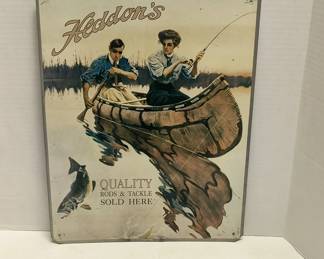 Heddon's
QUALITY
RODS & TACKLE
SOLD HERE